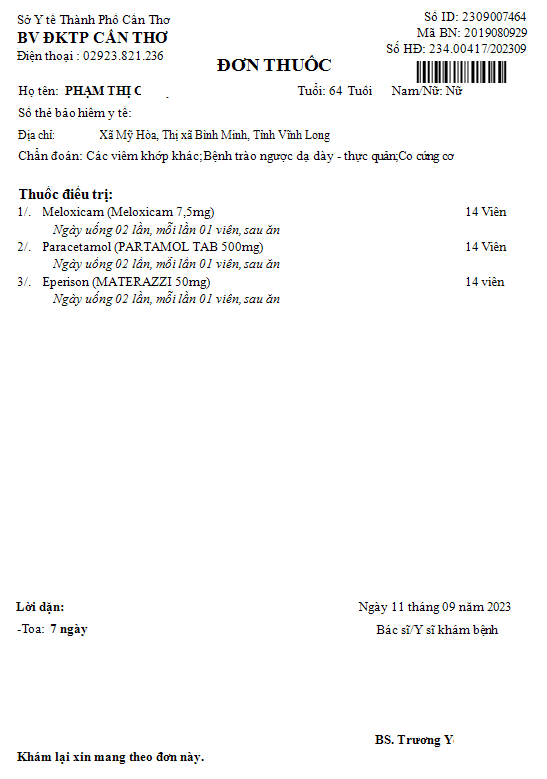 Sở Y tế Thành Phố Cần Thơ
Số ID: 2309007464
BV ĐKTP CẦN THƠ
Mã BN: 2019080929
Điện thoại : 02923.821.236
Số HĐ: 234.00417/202309
ĐƠN THUỐC
Họ tên: PHẠM THỊ C
Tuổi: 64 Tuổi Nam/Nữ: Nữ
Số thẻ bảo hiểm y tế:
Địa chỉ: Xã Mỹ Hòa, Thị xã Bình Minh, Tỉnh Vĩnh Long
Chẩn đoán: Các viêm khớp khác;Bệnh trào ngược dạ dày - thực quản;Co cứng cơ
Thuốc điều trị:
1/. Meloxicam (Meloxicam 7,5mg) 14 Viên
Ngày uống 02 lần, mỗi lần 01 viên, sau ăn
2/. Paracetamol (PARTAMOL TAB 500mg) 14 Viên
Ngày uống 02 lần, mỗi lần 01 viên, sau ăn
3/. Eperison (MATERAZZI 50mg) 14 viên
Ngày uống 02 lần, mỗi lần 01 viên, sau ăn
Lời dặn:
Ngày 11 tháng 09 năm 2023
-Toa: 7 ngày
Bác sĩ/Y sĩ khám bệnh
BS. Trương Y
Khám lại xin mang theo đơn này.